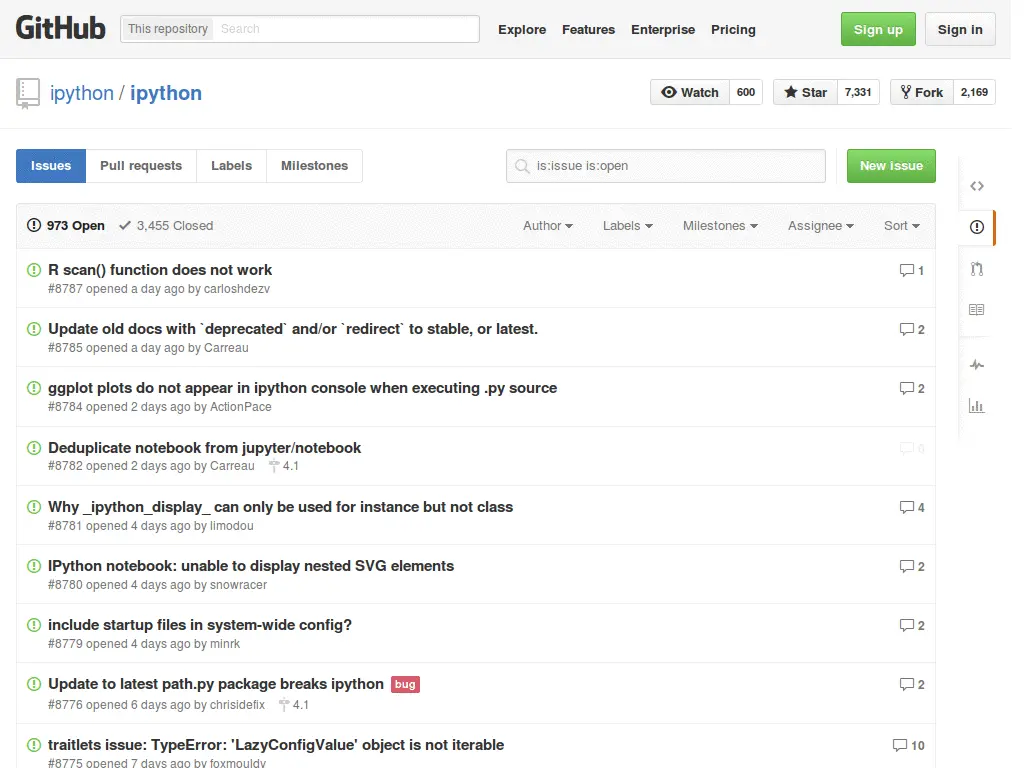 GitHub This repository Search Explore Features Enterprise Pricing Sign up Sign in
ipython / ipython Watch 600 Star 7,331 Fork 2,169
Issues Pull requests Labels Milestones is:issue is:open New issue
973 Open 3,455 Closed Author Labels Milestones Assignee Sort
R scan() function does not work 1
#8787 opened a day ago by carloshdezv
Update old docs with `deprecated` and/or `redirect` to stable, or latest. 2
#8785 opened a day ago by Carreau
ggplot plots do not appear in ipython console when executing .py source 2
#8784 opened 2 days ago by ActionPace
Deduplicate notebook from jupyter/notebook 0
#8782 opened 2 days ago by Carreau 4.1
Why _ipython_display_ can only be used for instance but not class 4
#8781 opened 4 days ago by limodou
IPython notebook: unable to display nested SVG elements 2
#8780 opened 4 days ago by snowracer
include startup files in system-wide config? 2
#8779 opened 4 days ago by minrk
Update to latest path.py package breaks ipython bug 2
#8776 opened 6 days ago by chrisidefix 4.1
traitlets issue: TypeError: 'LazyConfigValue' object is not iterable 10
#8775 opened 7 days ago by foxmouldy